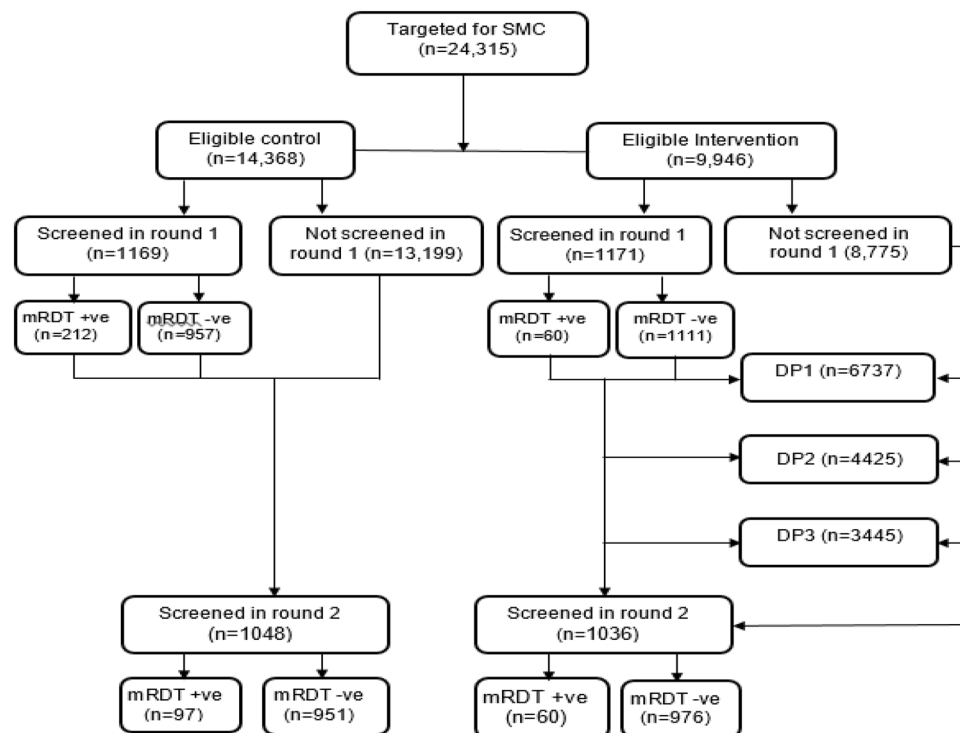 Targeted for SMC
(n=24,315)
Eligible control
(n=14,368)
Eligible Intervention
(n=9,946)
Screened in round 1
(n=1169)
Not screened in
round 1 (n=13,199)
Screened in round 1
(n=1171)
Not screened in
round 1 (8,775)
mRDT +ve
(n=212)
mRDT -ve
(n=957)
mRDT +ve
(n=60)
mRDT -ve
(n=1111)
DP1 (n=6737)
DP2 (n=4425)
DP3 (n=3445)
Screened in round 2
(n=1048)
Screened in round 2
(n=1036)
mRDT +ve
(n=97)
mRDT -ve
(n=951)
mRDT +ve
(n=60)
mRDT -ve
(n=976)